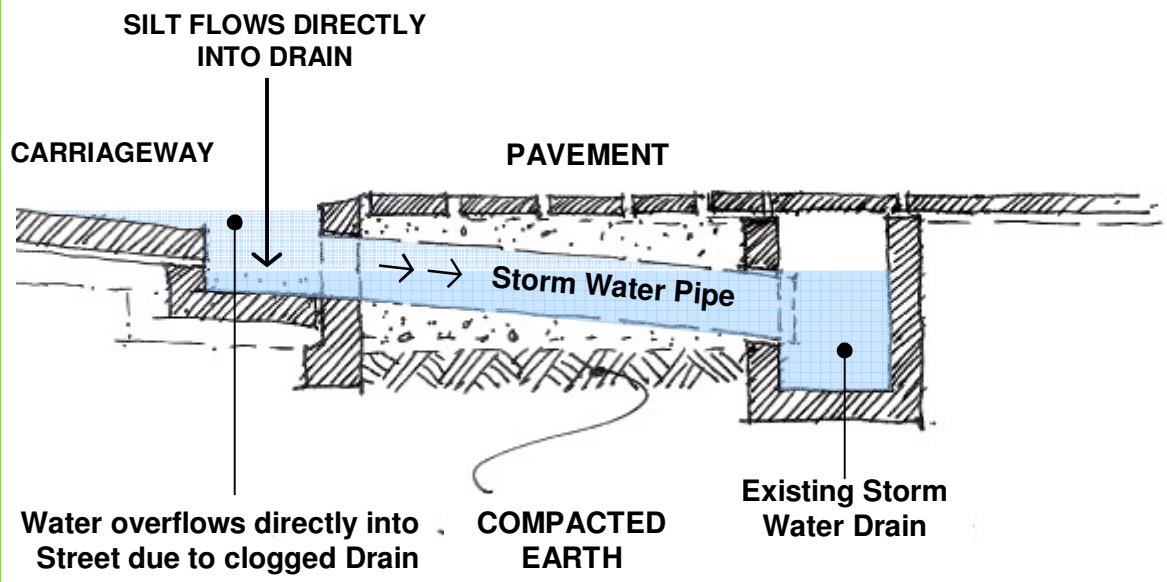 SILT FLOWS DIRECTLY
INTO DRAIN
CARRIAGEWAY
PAVEMENT
Storm Water Pipe
Water overflows directly into
Street due to clogged Drain
COMPACTED
EARTH
Existing Storm
Water Drain